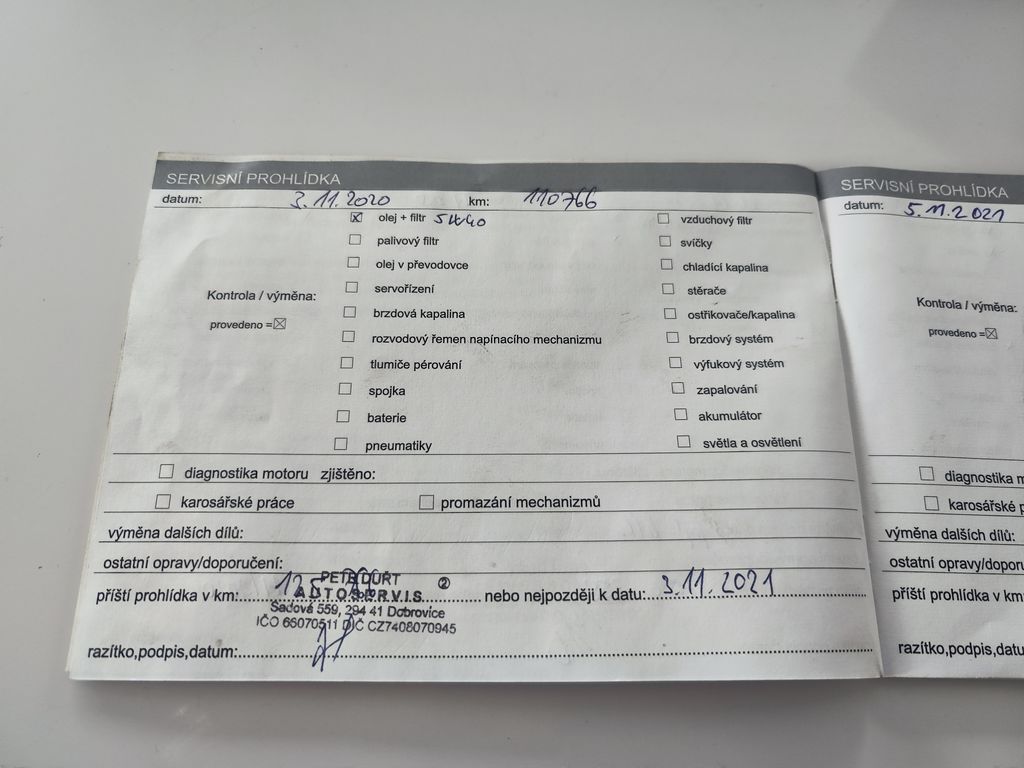 SERVISNÍ PROHLÍDKA
datum: 3.11.2020 km: 110766
olej + filtr 5W40
palivový filtr
olej v převodovce
servořízení
Kontrola / výměna:
brzdová kapalina
provedeno =☒
rozvodový řemen napínacího mechanizmu
tlumiče pérování
spojka
baterie
pneumatiky
vzduchový filtr
svíčky
chladící kapalina
stěrače
ostřikovače/kapalina
brzdový systém
výfukový systém
zapalování
akumulátor
světla a osvětlení
diagnostika motoru zjištěno:
karosářské práce promazání mechanizmů
výměna dalších dílů:
ostatní opravy/doporučení:
příští prohlídka v km: nebo nejpozději k datu: 3.11.2021
PETR DURT ②
AUTOSERVIS
Sadová 559, 294 41 Dobrovice
IČO 66070511 DIČ CZ7408070945
razítko,podpis,datum:
SERVISNÍ PROHLÍDKA
datum: 5.11.2021
Kontrola / výměna:
provedeno =☒
diagnostika
karosářské
výměna dalších dílů:
ostatní
příští prohlídka v km
razítko,podpis,